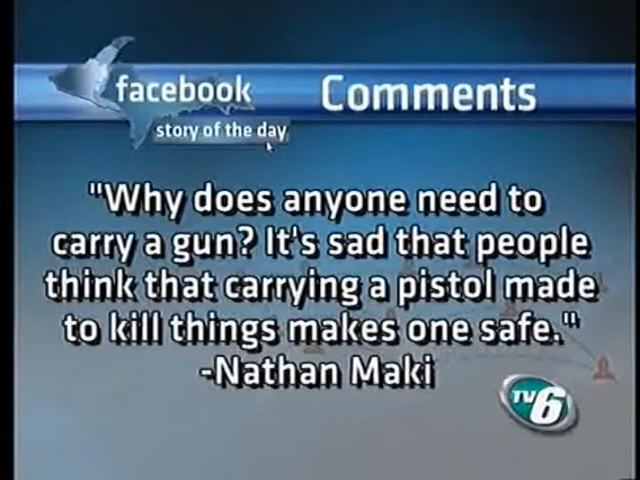 facebook
Comments
story of the day
"Why does anyone need to
carry a gun? It's sad that people
think that carrying a pistol made
to kill things makes one safe."
-Nathan Maki
TV6